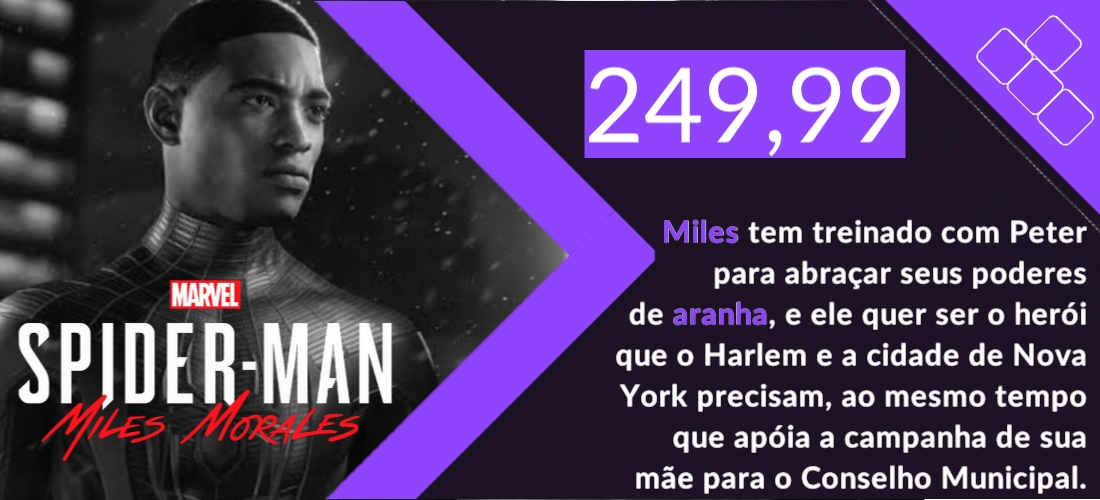 MARVEL
SPIDER-MAN
MILES MORALES
249,99
Miles tem treinado com Peter
para abraçar seus poderes
de aranha, e ele quer ser o herói
que o Harlem e a cidade de Nova
York precisam, ao mesmo tempo
que apóia a campanha de sua
mãe para o Conselho Municipal.